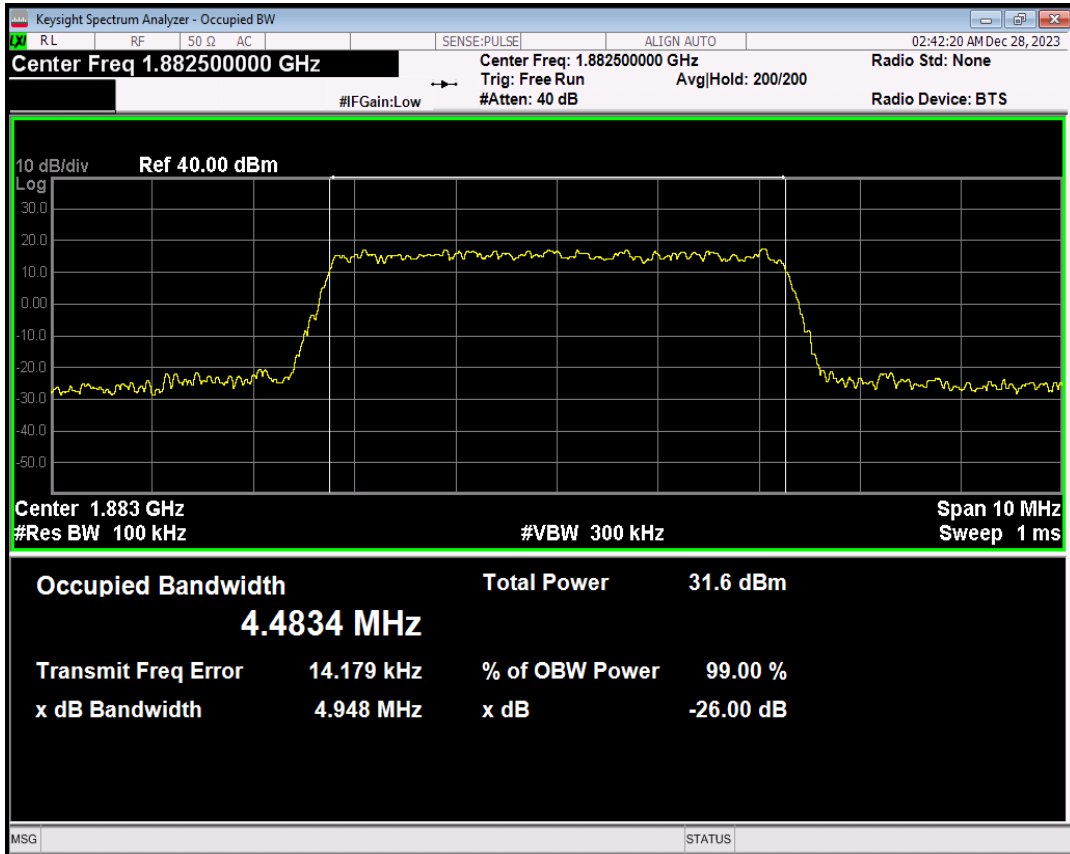 Keysight Spectrum Analyzer - Occupied BW
LXI RL RF 50 Ω AC SENSE:PULSE ALIGN AUTO 02:42:20 AM Dec 28, 2023
Center Freq 1.882500000 GHz Center Freq: 1.882500000 GHz Radio Std: None
Trig: Free Run Avg|Hold: 200/200
#IFGain:Low #Atten: 40 dB Radio Device: BTS
10 dB/div Ref 40.00 dBm
Log
30.0
20.0
10.0
0.00
-10.0
-20.0
-30.0
-40.0
-50.0
Center 1.883 GHz Span 10 MHz
#Res BW 100 kHz #VBW 300 kHz Sweep 1 ms
Occupied Bandwidth Total Power 31.6 dBm
4.4834 MHz
Transmit Freq Error 14.179 kHz % of OBW Power 99.00 %
x dB Bandwidth 4.948 MHz x dB -26.00 dB
MSG STATUS